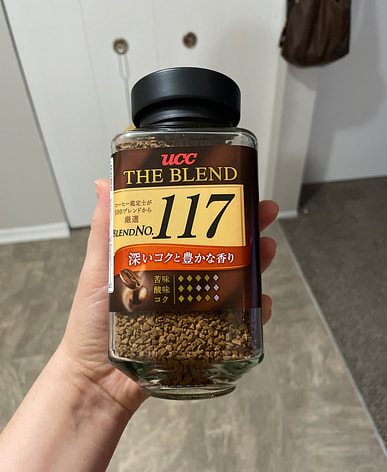 UCC
THE BLEND
コーヒー鑑定士が
500ブレンドから
厳選
BLEND NO. 117
深いコクと豊かな香り
苦味
酸味
コク